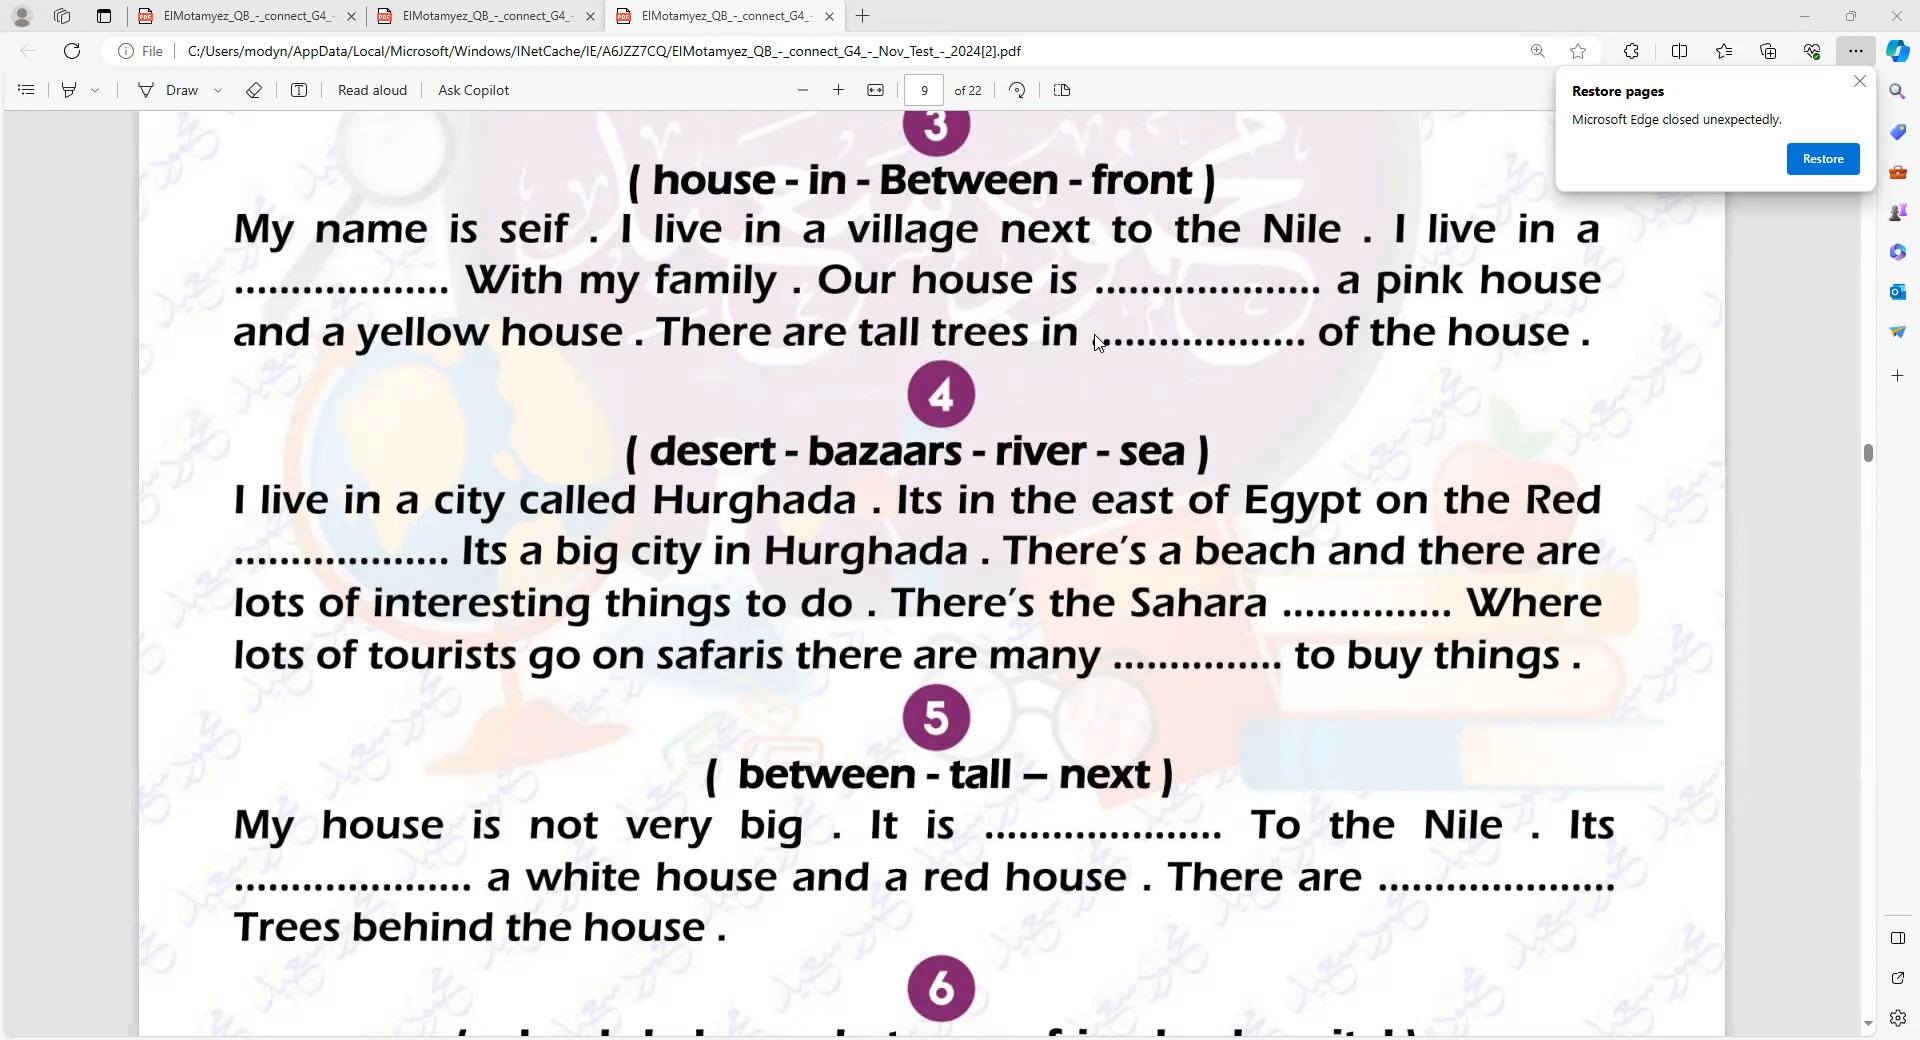 ElMotamyez_QB_-_connect_G4_- ElMotamyez_QB_-_connect_G4_- ElMotamyez_QB_-_connect_G4_-
File C:/Users/modyn/AppData/Local/Microsoft/Windows/INetCache/IE/A6JZZ7CQ/ElMotamyez_QB_-_connect_G4_-_Nov_Test_-_2024[2].pdf
Draw Read aloud Ask Copilot 9 of 22
Restore pages
Microsoft Edge closed unexpectedly.
Restore
3
( house - in - Between - front )
My name is seif . I live in a village next to the Nile . I live in a
................... With my family . Our house is .................... a pink house
and a yellow house . There are tall trees in ................... of the house .
4
( desert - bazaars - river - sea )
I live in a city called Hurghada . Its in the east of Egypt on the Red
................... Its a big city in Hurghada . There's a beach and there are
lots of interesting things to do . There's the Sahara ............... Where
lots of tourists go on safaris there are many ............... to buy things .
5
( between - tall – next )
My house is not very big . It is ..................... To the Nile . Its
..................... a white house and a red house . There are .....................
Trees behind the house .
6